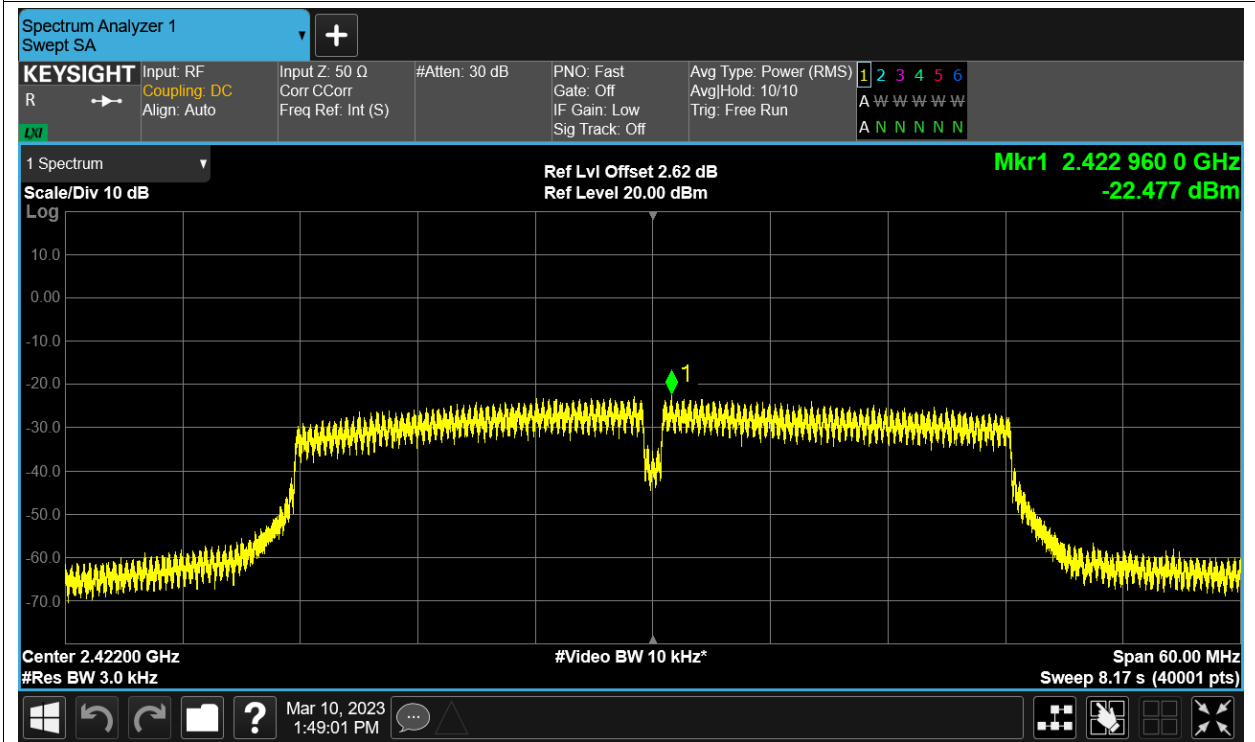 Spectrum Analyzer 1
Swept SA
+
KEYSIGHT
R
LXI
Input: RF
Coupling: DC
Align: Auto
Input Z: 50 Ω
Corr CCorr
Freq Ref: Int (S)
#Atten: 30 dB
PNO: Fast
Gate: Off
IF Gain: Low
Sig Track: Off
Avg Type: Power (RMS)
Avg|Hold: 10/10
Trig: Free Run
1 2 3 4 5 6
A W W W W W
A N N N N N
1 Spectrum
Scale/Div 10 dB
Ref Lvl Offset 2.62 dB
Ref Level 20.00 dBm
Mkr1 2.422 960 0 GHz
-22.477 dBm
Log
10.0
0.00
-10.0
-20.0
-30.0
-40.0
-50.0
-60.0
-70.0
1
Center 2.42200 GHz
#Res BW 3.0 kHz
#Video BW 10 kHz*
Span 60.00 MHz
Sweep 8.17 s (40001 pts)
?
Mar 10, 2023
1:49:01 PM